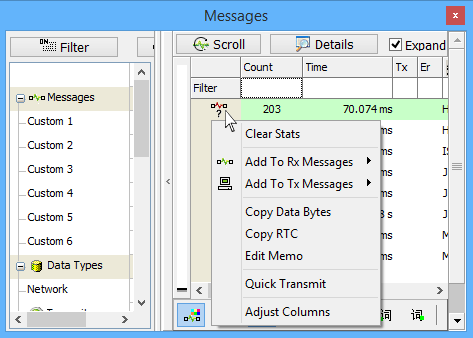 Messages
Filter
Messages
Custom 1
Custom 2
Custom 3
Custom 4
Custom 5
Custom 6
Data Types
Network
Scroll
Details
Expand
Count Time Tx Er
Filter
203 70.074 ms
Clear Stats
Add To Rx Messages
Add To Tx Messages
Copy Data Bytes
Copy RTC
Edit Memo
Quick Transmit
Adjust Columns
ms H
ms IS
ms J
ms J
s J
ms H
词 词